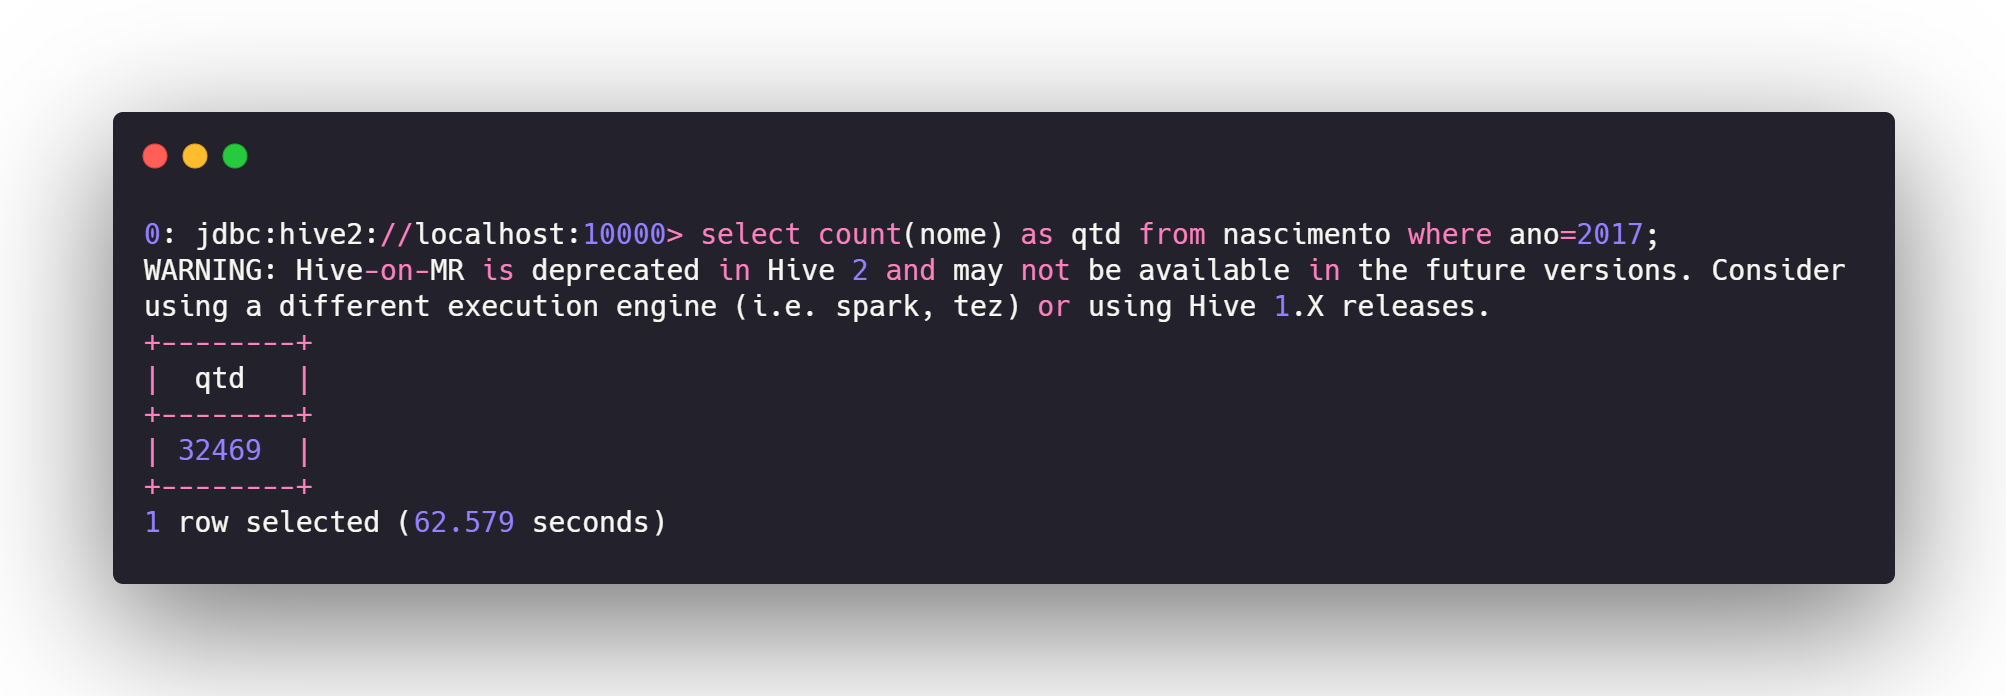 0: jdbc:hive2://localhost:10000> select count(nome) as qtd from nascimento where ano=2017;
WARNING: Hive-on-MR is deprecated in Hive 2 and may not be available in the future versions. Consider
using a different execution engine (i.e. spark, tez) or using Hive 1.X releases.
+--------+
|  qtd   |
+--------+
| 32469  |
+--------+
1 row selected (62.579 seconds)